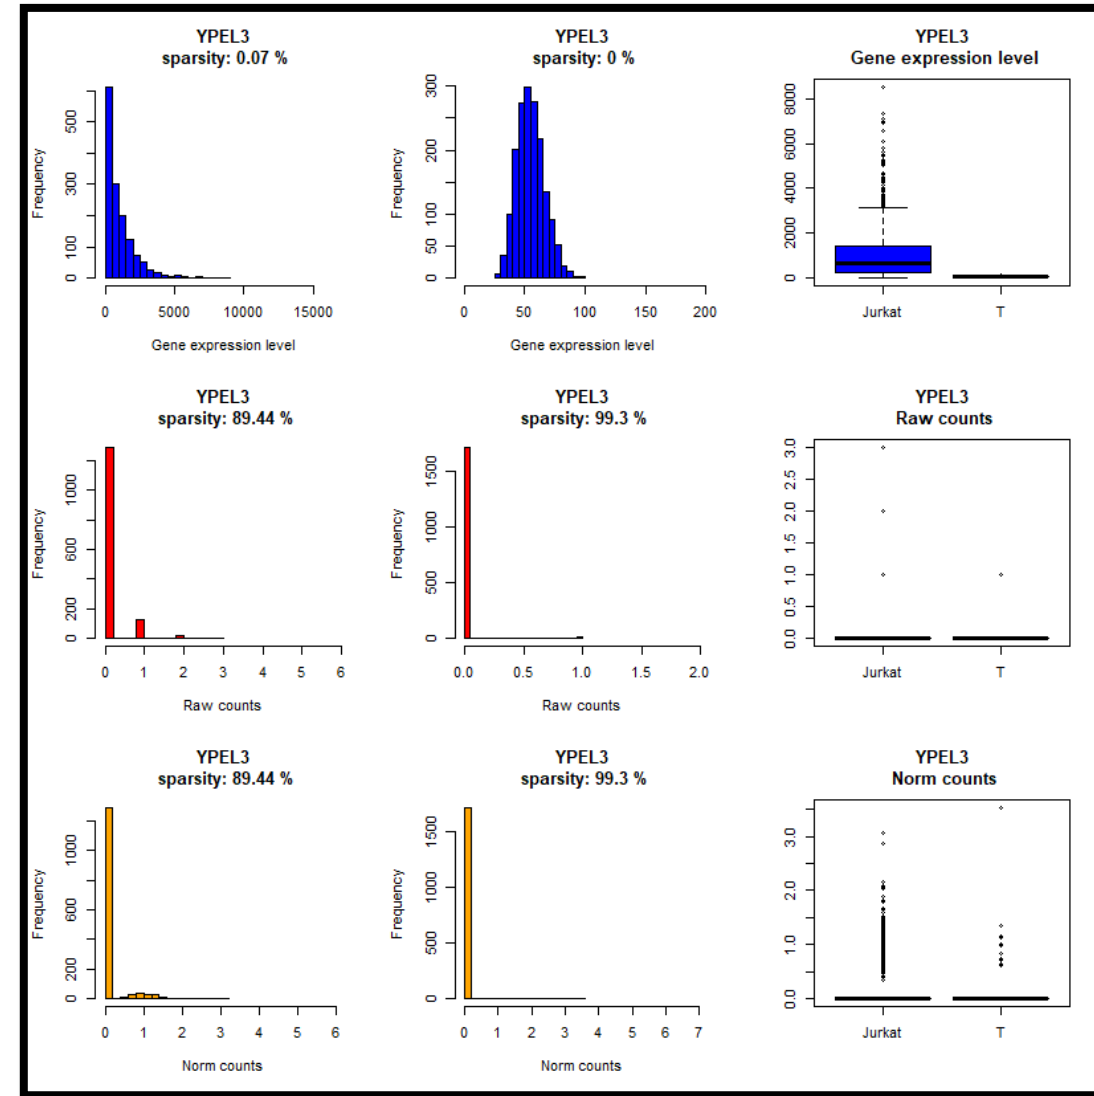 YPEL3
sparsity: 0.07 %
Frequency
0 100 300 500
0 5000 10000 15000
Gene expression level
YPEL3
sparsity: 0 %
Frequency
0 50 100 200 300
0 50 100 150 200
Gene expression level
YPEL3
Gene expression level
0 2000 4000 6000 8000
Jurkat T
YPEL3
sparsity: 89.44 %
Frequency
0 200 600 1000
0 1 2 3 4 5 6
Raw counts
YPEL3
sparsity: 99.3 %
Frequency
0 500 1000 1500
0.0 0.5 1.0 1.5 2.0
Raw counts
YPEL3
Raw counts
0.0 0.5 1.0 1.5 2.0 2.5 3.0
Jurkat T
YPEL3
sparsity: 89.44 %
Frequency
0 200 600 1000
0 1 2 3 4 5 6
Norm counts
YPEL3
sparsity: 99.3 %
Frequency
0 500 1000 1500
0 1 2 3 4 5 6 7
Norm counts
YPEL3
Norm counts
0.0 1.0 2.0 3.0
Jurkat T